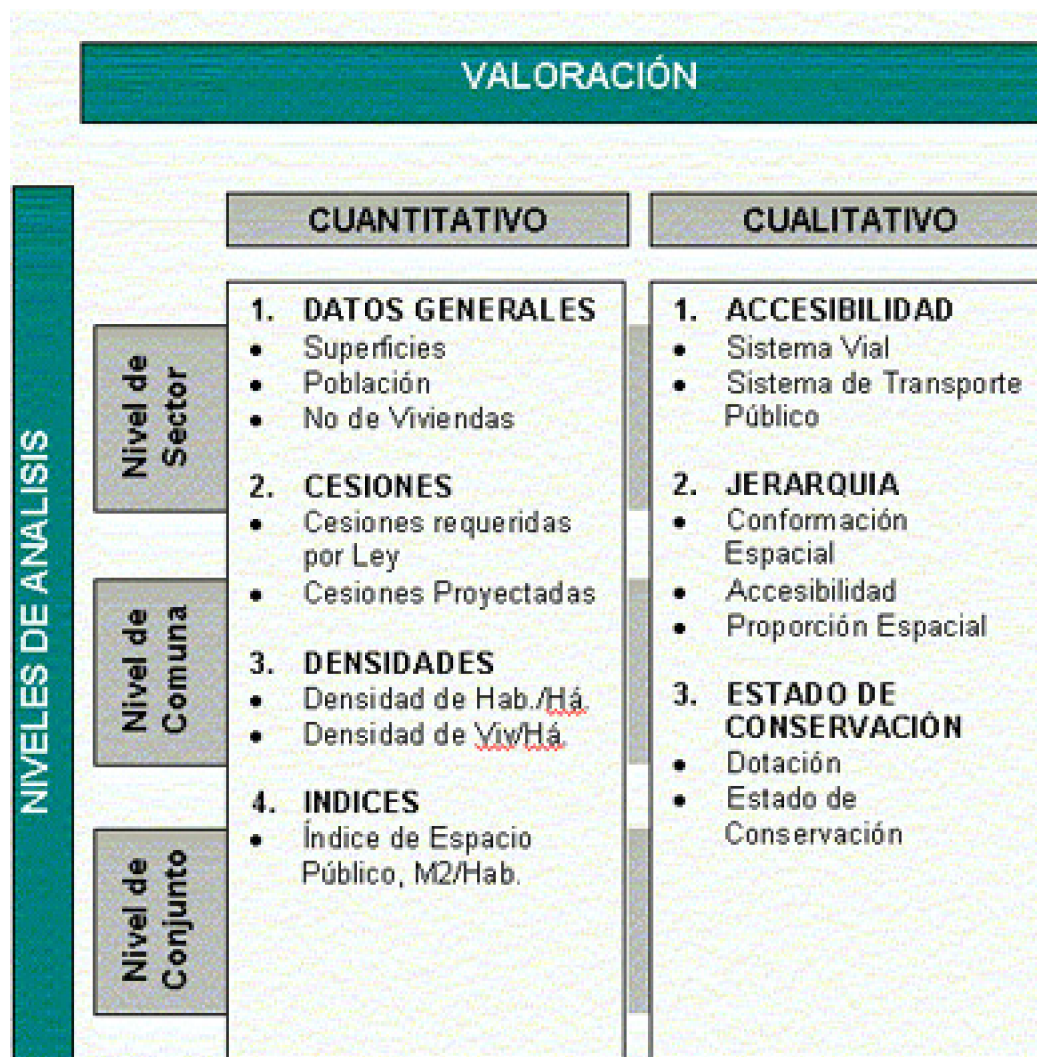 VALORACIÓN
NIVELES DE ANALISIS
CUANTITATIVO
CUALITATIVO
Nivel de
Sector
Nivel de
Comuna
Nivel de
Conjunto
1. DATOS GENERALES
• Superficies
• Población
• No de Viviendas
2. CESIONES
• Cesiones requeridas
por Ley
• Cesiones Proyectadas
3. DENSIDADES
• Densidad de Hab./Há.
• Densidad de Viv/Há.
4. INDICES
• Índice de Espacio
Público, M2/Hab.
1. ACCESIBILIDAD
• Sistema Vial
• Sistema de Transporte
Público
2. JERARQUIA
• Conformación
Espacial
• Accesibilidad
• Proporción Espacial
3. ESTADO DE
CONSERVACIÓN
• Dotación
• Estado de
Conservación